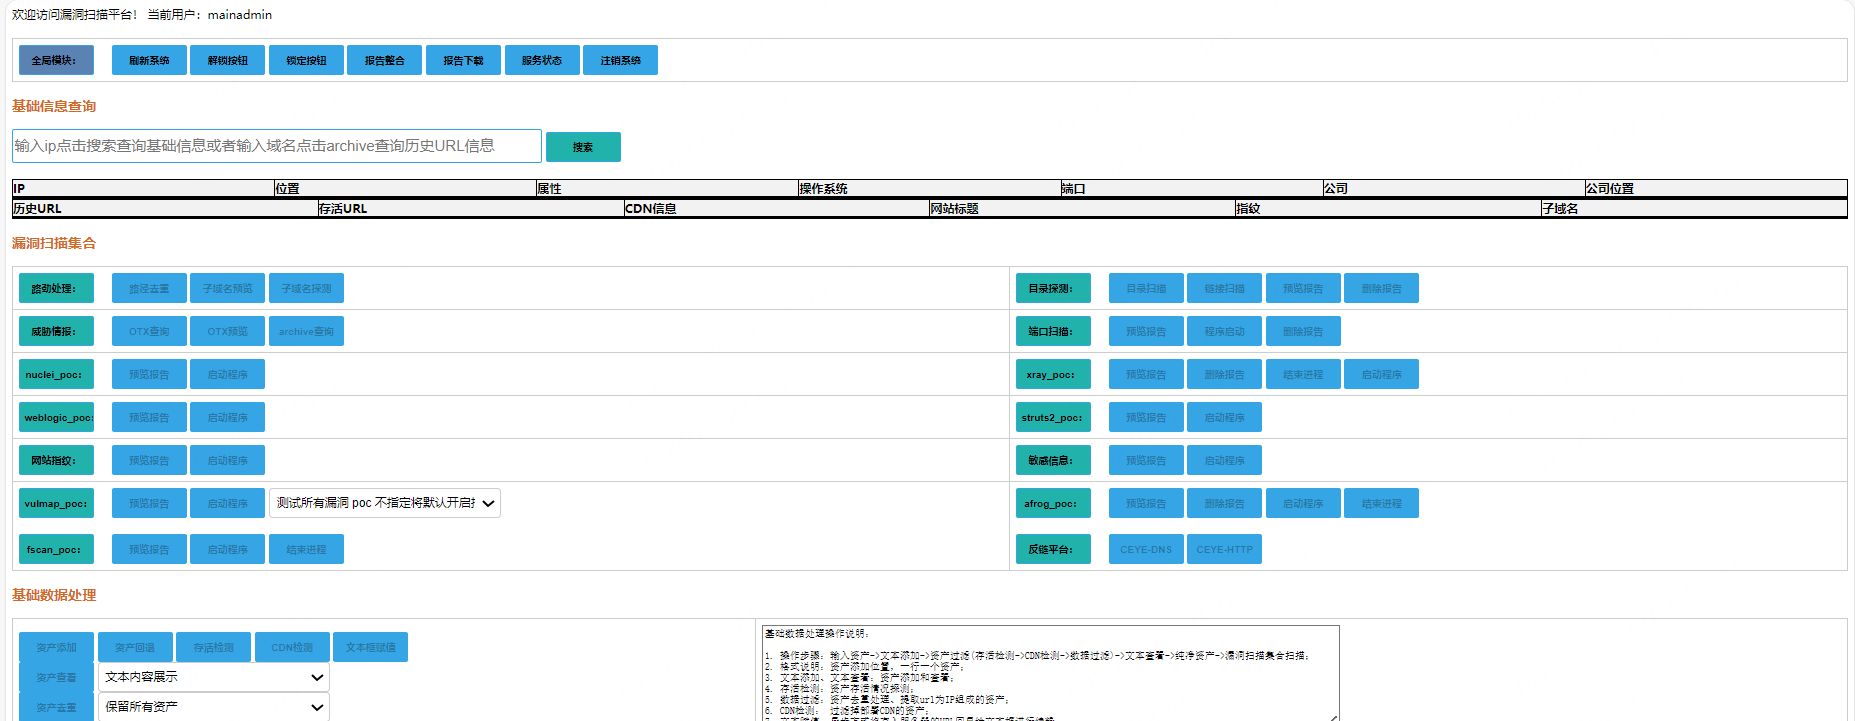 欢迎访问漏洞扫描平台！ 当前用户：mainadmin
全局模块： 刷新系统 解锁按钮 锁定按钮 报告整合 报告下载 服务状态 注销系统
基础信息查询
输入ip点击搜索查询基础信息或者输入域名点击archive查询历史URL信息 搜索
IP 位置 属性 操作系统 端口 公司 公司位置
历史URL 存活URL CDN信息 网站标题 指纹 子域名
漏洞扫描集合
路劲处理： 路径去重 子域名预览 子域名探测 目录探测： 目录扫描 链接扫描 预览报告 删除报告
威胁情报： OTX查询 OTX预览 archive查询 端口扫描： 预览报告 程序启动 删除报告
nuclei_poc: 预览报告 启动程序 xray_poc: 预览报告 删除报告 结束进程 启动程序
weblogic_poc: 预览报告 启动程序 struts2_poc: 预览报告 启动程序
网站指纹： 预览报告 启动程序 敏感信息： 预览报告 启动程序
vulmap_poc: 预览报告 启动程序 测试所有漏洞 poc 不指定将默认开启 afrog_poc: 预览报告 删除报告 启动程序 结束进程
fscan_poc: 预览报告 启动程序 结束进程 反链平台： CEYE-DNS CEYE-HTTP
基础数据处理
资产添加 资产回退 存活检测 CDN检测 文本框赋值
资产查看 文本内容展示
资产去重 保留所有资产
基础数据处理操作说明：
1. 操作步骤：输入资产->文本添加->资产过滤(存活检测->CDN检测->数据过滤)->文本查看->纯净资产->漏洞扫描集合扫描；
2. 格式说明：资产添加位置，一行一个资产；
3. 文本添加、文本查看：资产添加和查看；
4. 存活检测：资产存活情况探测；
5. 数据过滤：资产去重处理、提取url为IP组成的资产；
6. CDN检测： 过滤掉部署CDN的资产；